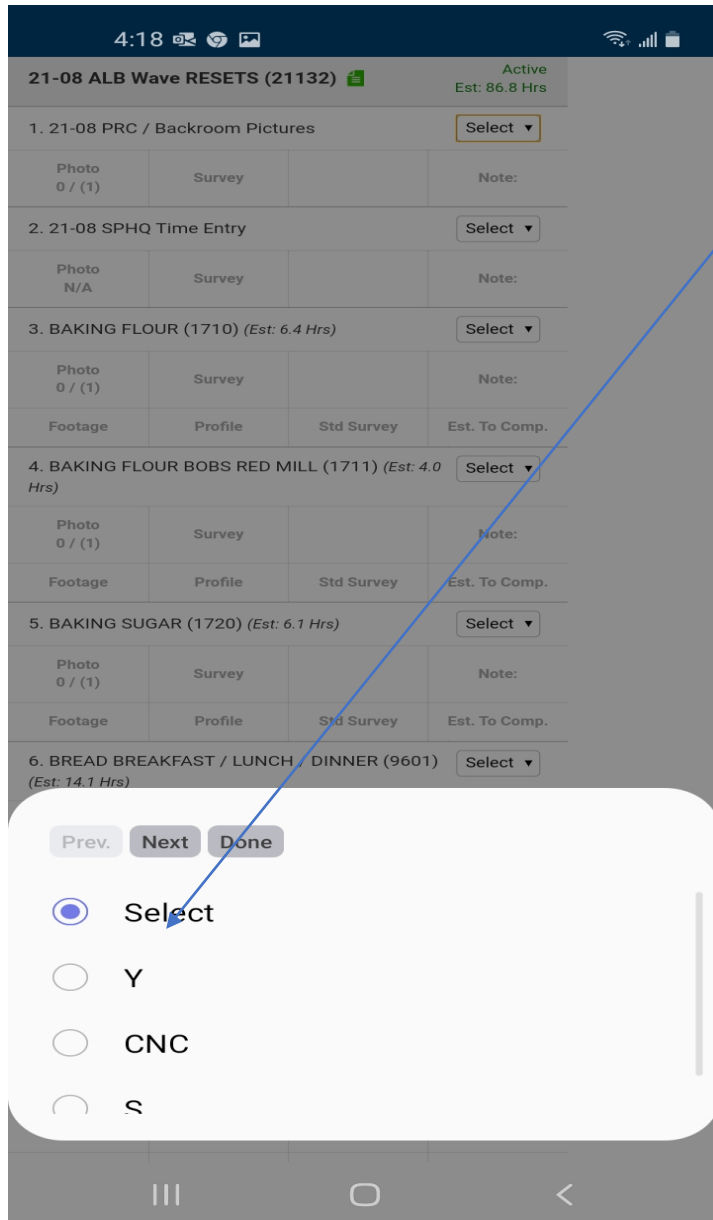 4:18
21-08 ALB Wave RESETS (21132)
Active
Est: 86.8 Hrs
1. 21-08 PRC / Backroom Pictures
Select
Photo
0 / (1)
Survey
Note:
2. 21-08 SPHQ Time Entry
Select
Photo
N/A
Survey
Note:
3. BAKING FLOUR (1710) (Est: 6.4 Hrs)
Select
Photo
0 / (1)
Survey
Note:
Footage Profile Std Survey Est. To Comp.
4. BAKING FLOUR BOBS RED MILL (1711) (Est: 4.0
Hrs)
Select
Photo
0 / (1)
Survey
Note:
Footage Profile Std Survey Est. To Comp.
5. BAKING SUGAR (1720) (Est: 6.1 Hrs)
Select
Photo
0 / (1)
Survey
Note:
Footage Profile Std Survey Est. To Comp.
6. BREAD BREAKFAST / LUNCH / DINNER (9601)
(Est: 14.1 Hrs)
Select
Prev. Next Done
Select
Y
CNC
S